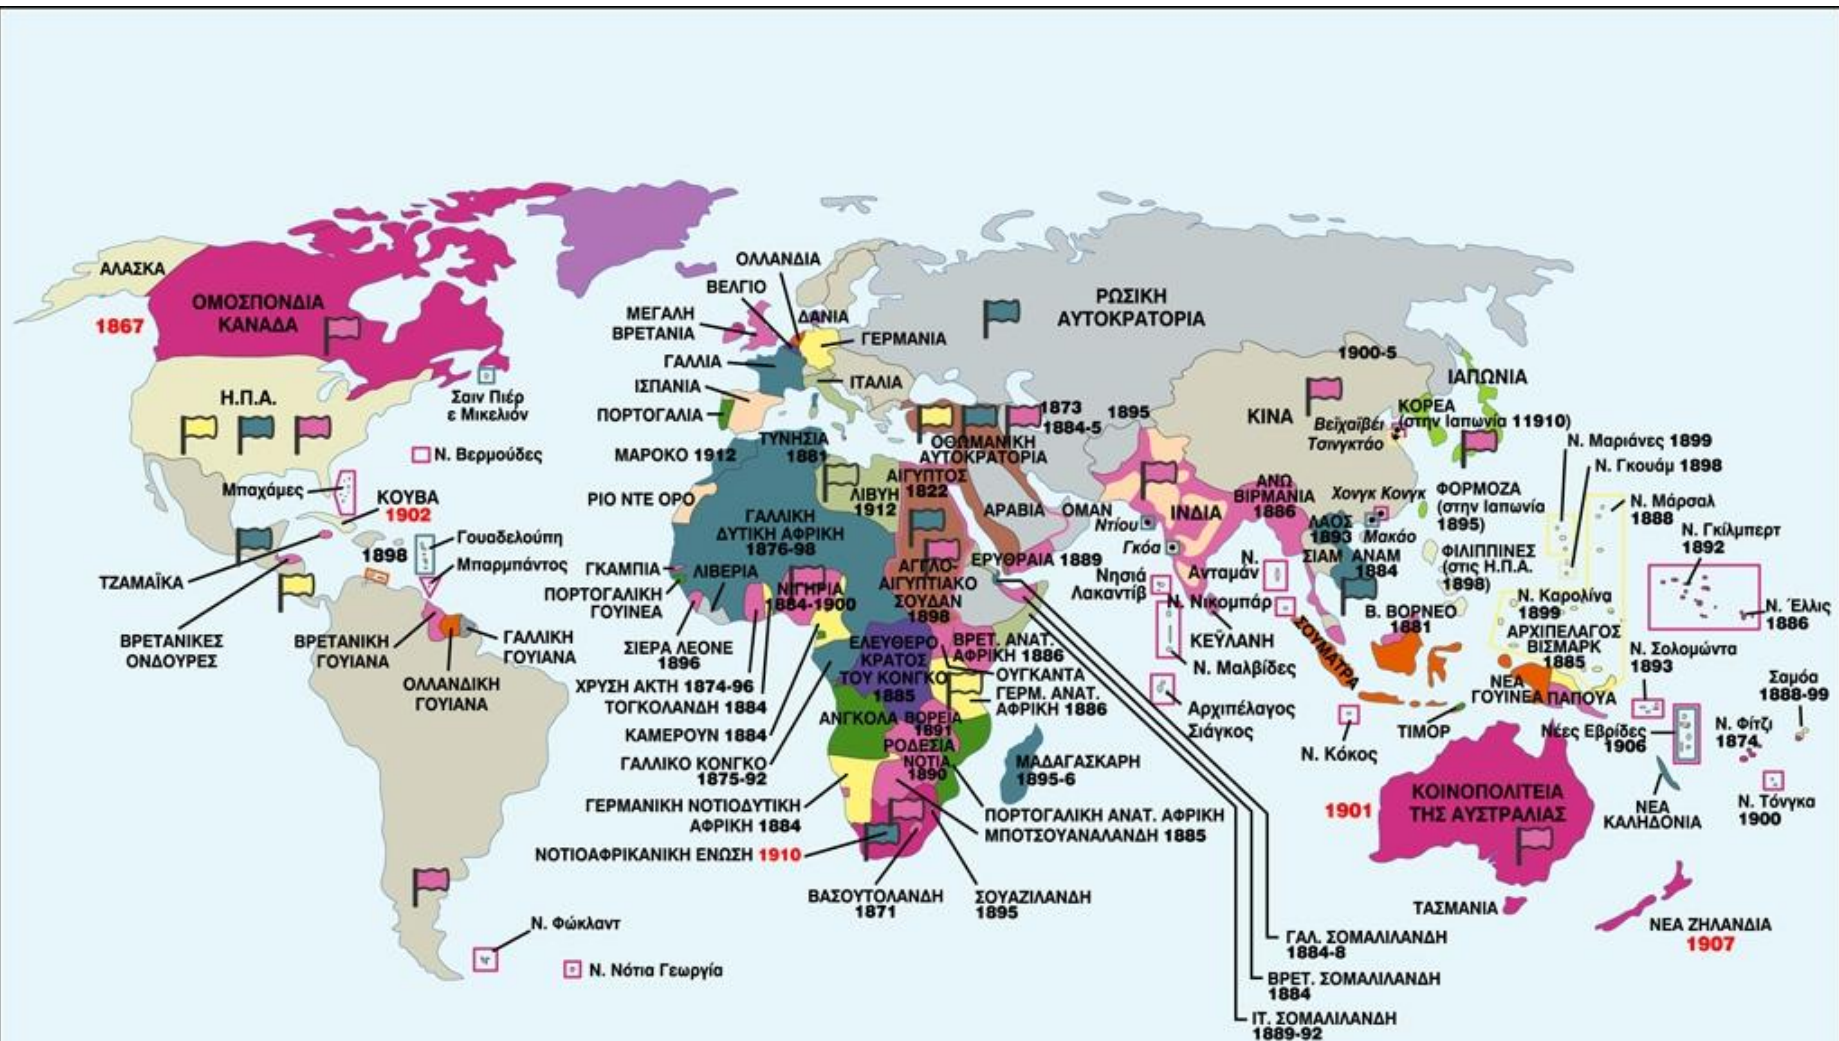 ΑΛΑΣΚΑ
1867
ΟΜΟΣΠΟΝΔΙΑ
ΚΑΝΑΔΑ
Η.Π.Α.
Σαιν Πιέρ
ε Μικελιόν
Ν. Βερμούδες
Μπαχάμες
ΚΟΥΒΑ
1902
1898
Γουαδελούπη
Μπαρμπάντος
ΤΖΑΜΑΪΚΑ
ΒΡΕΤΑΝΙΚΕΣ
ΟΝΔΟΥΡΕΣ
ΒΡΕΤΑΝΙΚΗ
ΓΟΥΙΑΝΑ
ΟΛΛΑΝΔΙΚΗ
ΓΟΥΙΑΝΑ
ΓΑΛΛΙΚΗ
ΓΟΥΙΑΝΑ
Ν. Φώκλαντ
Ν. Νότια Γεωργία
ΟΛΛΑΝΔΙΑ
ΒΕΛΓΙΟ
ΜΕΓΑΛΗ
ΒΡΕΤΑΝΙΑ
ΔΑΝΙΑ
ΓΕΡΜΑΝΙΑ
ΓΑΛΛΙΑ
ΙΣΠΑΝΙΑ
ΙΤΑΛΙΑ
ΠΟΡΤΟΓΑΛΙΑ
ΡΩΣΙΚΗ
ΑΥΤΟΚΡΑΤΟΡΙΑ
1873
1884-5
ΟΘΩΜΑΝΙΚΗ
ΑΥΤΟΚΡΑΤΟΡΙΑ
ΤΥΝΗΣΙΑ
1881
ΜΑΡΟΚΟ 1912
ΡΙΟ ΝΤΕ ΟΡΟ
ΛΙΒΥΗ
1912
ΑΙΓΥΠΤΟΣ
1822
ΑΡΑΒΙΑ
ΟΜΑΝ
ΓΑΛΛΙΚΗ
ΔΥΤΙΚΗ ΑΦΡΙΚΗ
1876-98
ΕΡΥΘΡΑΙΑ 1889
ΑΓΓΛΟ-
ΑΙΓΥΠΤΙΑΚΟ
ΣΟΥΔΑΝ
1898
ΓΚΑΜΠΙΑ
ΛΙΒΕΡΙΑ
ΠΟΡΤΟΓΑΛΙΚΗ
ΓΟΥΙΝΕΑ
ΝΙΓΗΡΙΑ
1884-1900
ΣΙΕΡΑ ΛΕΟΝΕ
1896
ΧΡΥΣΗ ΑΚΤΗ 1874-96
ΤΟΓΚΟΛΑΝΔΗ 1884
ΚΑΜΕΡΟΥΝ 1884
ΓΑΛΛΙΚΟ ΚΟΝΓΚΟ
1875-92
ΕΛΕΥΘΕΡΟ
ΚΡΑΤΟΣ
ΤΟΥ ΚΟΝΓΚΟ
1885
ΒΡΕΤ. ΑΝΑΤ.
ΑΦΡΙΚΗ 1886
ΟΥΓΚΑΝΤΑ
ΓΕΡΜ. ΑΝΑΤ.
ΑΦΡΙΚΗ 1886
ΑΝΓΚΟΛΑ
ΒΟΡΕΙΑ
1891
ΡΟΔΕΣΙΑ
ΝΟΤΙΑ
1890
ΜΑΔΑΓΑΣΚΑΡΗ
1895-6
ΓΕΡΜΑΝΙΚΗ ΝΟΤΙΟΔΥΤΙΚΗ
ΑΦΡΙΚΗ 1884
ΠΟΡΤΟΓΑΛΙΚΗ ΑΝΑΤ. ΑΦΡΙΚΗ
ΜΠΟΤΣΟΥΑΝΑΛΑΝΔΗ 1885
ΝΟΤΙΟΑΦΡΙΚΑΝΙΚΗ ΕΝΩΣΗ 1910
ΒΑΣΟΥΤΟΛΑΝΔΗ
1871
ΣΟΥΑΖΙΛΑΝΔΗ
1895
ΓΑΛ. ΣΟΜΑΛΙΛΑΝΔΗ
1884-8
ΒΡΕΤ. ΣΟΜΑΛΙΛΑΝΔΗ
1884
ΙΤ. ΣΟΜΑΛΙΛΑΝΔΗ
1889-92
1895
1900-5
ΚΙΝΑ
Βεϊχαϊβέι
Τσινγκτάο
ΙΑΠΩΝΙΑ
ΚΟΡΕΑ
(στην Ιαπωνία 11910)
ΙΝΔΙΑ
Ντίου
Γκόα
ΑΝΩ
ΒΙΡΜΑΝΙΑ
1886
Χονγκ Κονγκ
Μακάο
ΦΟΡΜΟΖΑ
(στην Ιαπωνία
1895)
ΛΑΟΣ
1893
ΣΙΑΜ
ΑΝΑΜ
1884
ΦΙΛΙΠΠΙΝΕΣ
(στις Η.Π.Α.
1898)
Νησιά
Λακαντίβ
Ν.
Ανταμάν
Ν. Νικομπάρ
ΚΕΫΛΑΝΗ
Ν. Μαλβίδες
Αρχιπέλαγος
Σιάγκος
ΣΟΥΜΑΤΡΑ
Β. ΒΟΡΝΕΟ
1881
Ν. Κόκος
ΤΙΜΟΡ
Ν. Μαριάνες 1899
Ν. Γκουάμ 1898
Ν. Μάρσαλ
1888
Ν. Γκίλμπερτ
1892
Ν. Έλλις
1886
Ν. Καρολίνα
1899
ΑΡΧΙΠΕΛΑΓΟΣ
ΒΙΣΜΑΡΚ
1885
Ν. Σολομώντα
1893
ΝΕΑ
ΓΟΥΙΝΕΑ
ΠΑΠΟΥΑ
Σαμόα
1888-99
Νέες Εβρίδες
1906
Ν. Φίτζι
1874
Ν. Τόνγκα
1900
ΝΕΑ
ΚΑΛΗΔΟΝΙΑ
1901
ΚΟΙΝΟΠΟΛΙΤΕΙΑ
ΤΗΣ ΑΥΣΤΡΑΛΙΑΣ
ΤΑΣΜΑΝΙΑ
ΝΕΑ ΖΗΛΑΝΔΙΑ
1907